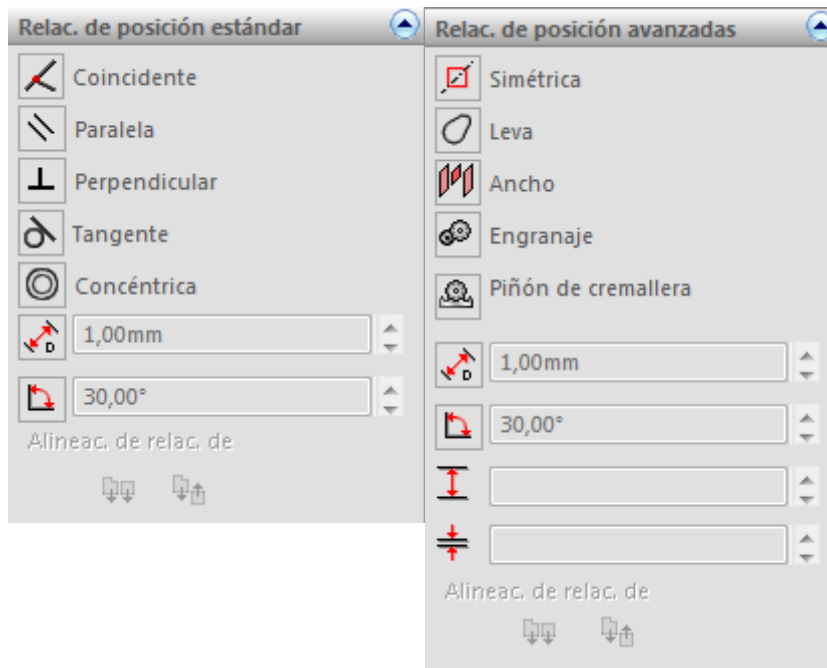 Relac. de posición estándar
Coincidente
Paralela
Perpendicular
Tangente
Concéntrica
D
1,00mm
30,00°
Alineac. de relac. de
Relac. de posición avanzadas
Simétrica
Leva
Ancho
Engranaje
Piñón de cremallera
D
1,00mm
30,00°
Alineac. de relac. de